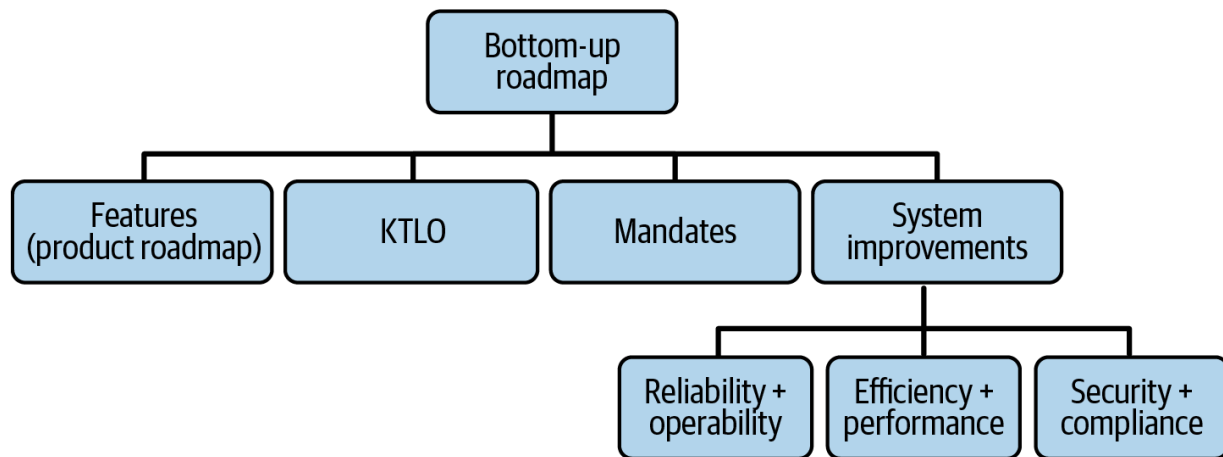 Bottom-up
roadmap
Features
(product roadmap)
KTLO
Mandates
System
improvements
Reliability +
operability
Efficiency +
performance
Security +
compliance